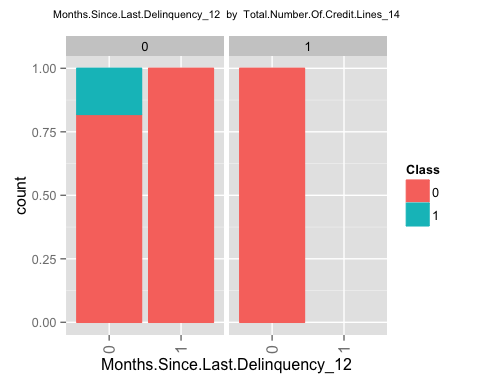 Months.Since.Last.Delinquency_12 by Total.Number.Of.Credit.Lines_14
0 1
1.00
0.75
0.50
0.25
0.00
count
0 1 0 1
Months.Since.Last.Delinquency_12
Class
0
1